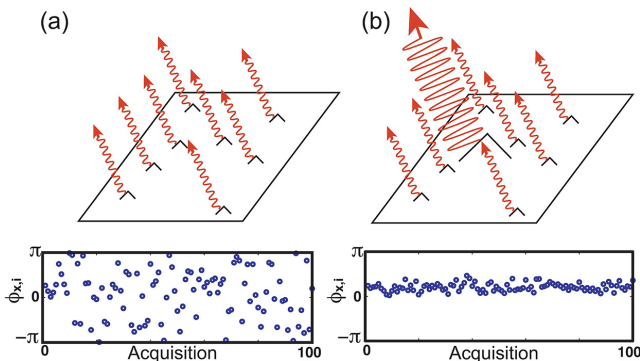 (a)
(b)
π
φx,i
0
−π
0
Acquisition
100
π
φx,i
0
−π
0
Acquisition
100